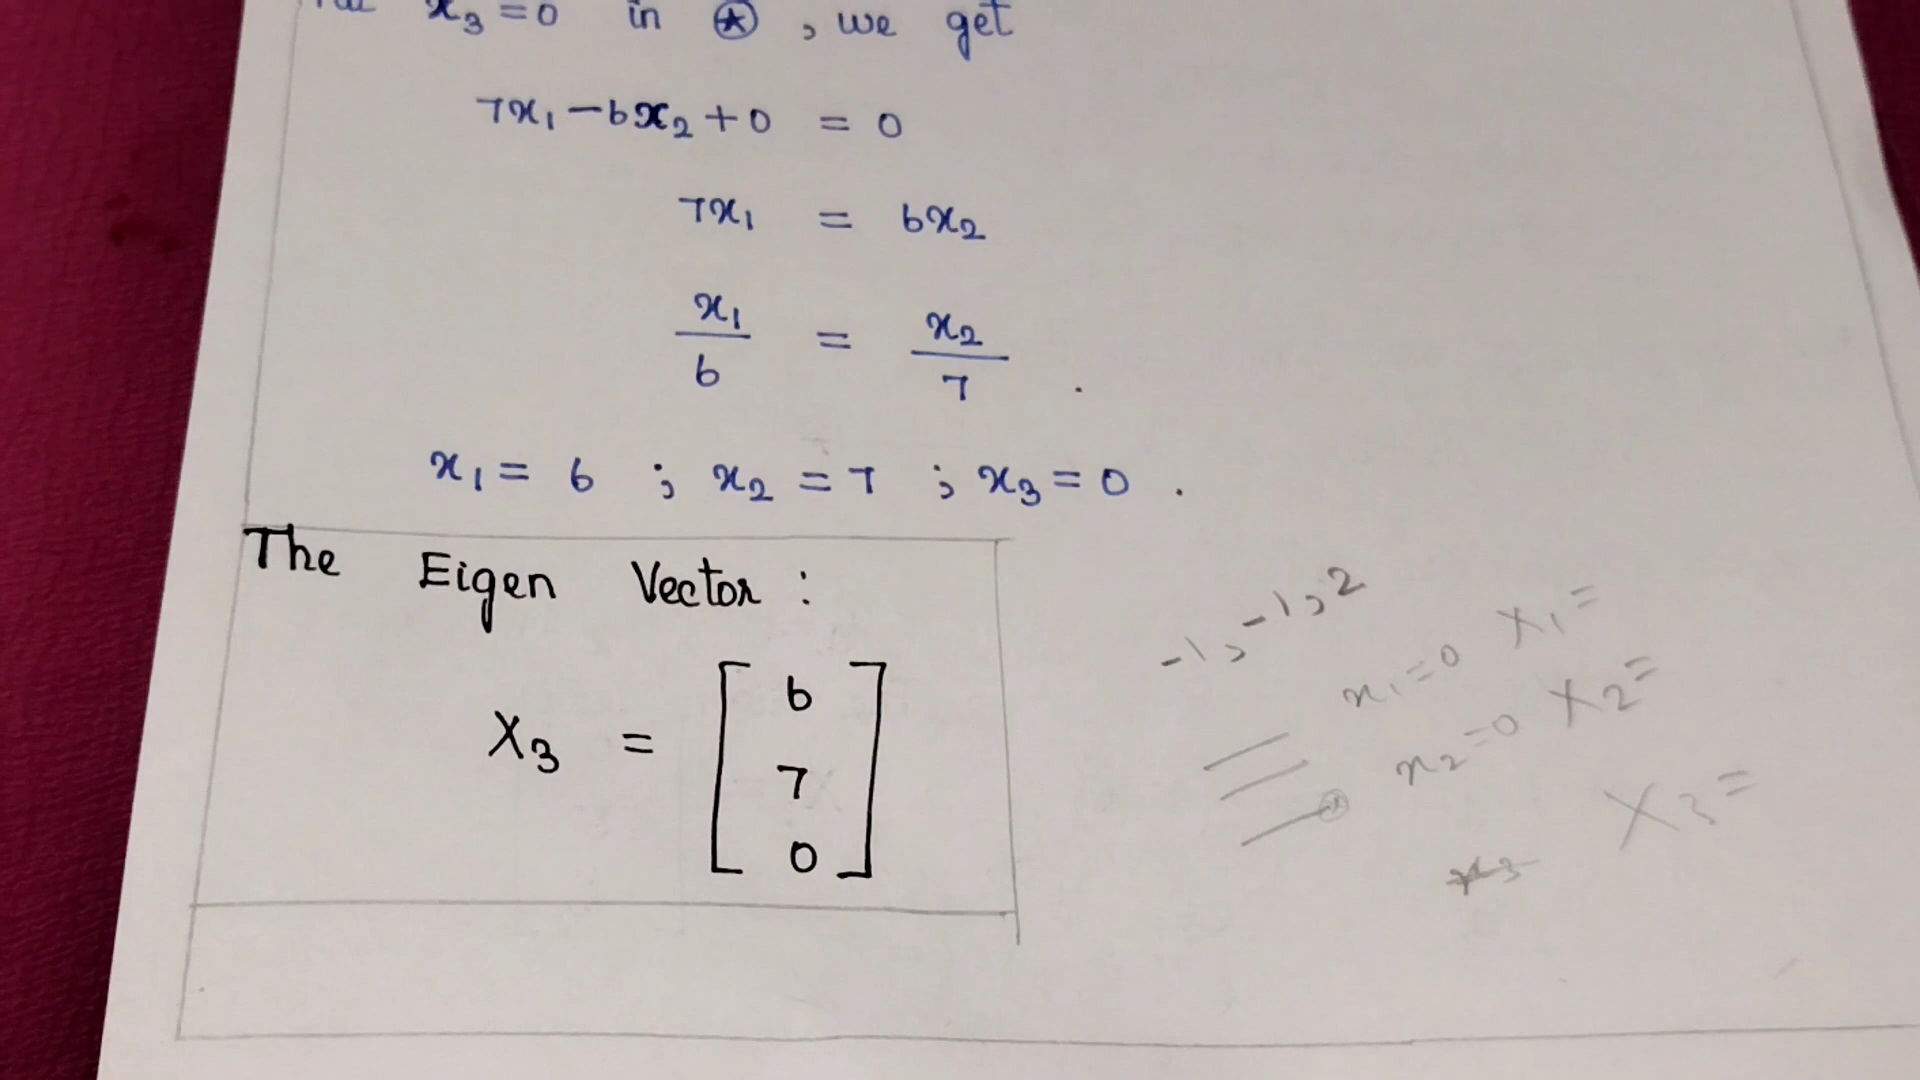 x₃ = 0 in ⍟, we get
7x₁ - 6x₂ + 0 = 0
7x₁ = 6x₂
x₁/6 = x₂/7 .
x₁ = 6 ; x₂ = 7 ; x₃ = 0 .
The Eigen Vector :
X₃ = [6
7
0]
-1, -1, 2
x₁ = 0 X₁ =
x₂ = 0 X₂ =
X₃ =